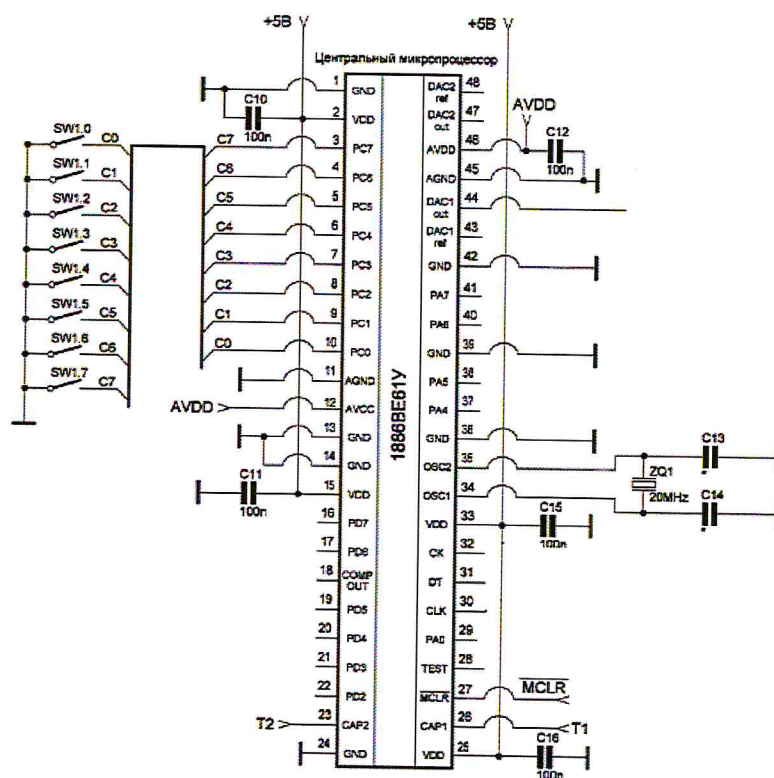 +5В
+5В
Центральный микропроцессор
1 GND
C10
100n
2 VDD
3 PC7
4 PC6
5 PC5
6 PC4
7 PC3
8 PC2
9 PC1
10 PC0
11 AGND
12 AVCC
13 GND
14 GND
15 VDD
16 PD7
17 PD6
18 COMP OUT
19 PD5
20 PD4
21 PD3
22 PD2
23 CAP2
24 GND
SW1.0 C0
SW1.1 C1
SW1.2 C2
SW1.3 C3
SW1.4 C4
SW1.5 C5
SW1.6 C6
SW1.7 C7
C7
C6
C5
C4
C3
C2
C1
C0
AVDD
C11
100n
T2
1886ВЕ61У
DAC2 ref 48
DAC2 out 47
AVDD 46
AGND 45
DAC1 out 44
DAC1 ref 43
GND 42
PA7 41
PA6 40
GND 39
PA5 38
PA4 37
GND 36
OSC2 35
OSC1 34
VDD 33
CK 32
DT 31
CLK 30
PA0 29
TEST 28
MCLR 27
CAP1 26
VDD 25
AVDD
C12
100n
C13
ZQ1
20MHz
C14
C15
100n
MCLR
T1
C16
100n